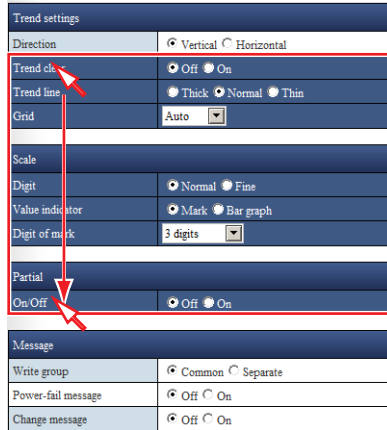 Trend settings
Direction Vertical Horizontal
Trend clear Off On
Trend line Thick Normal Thin
Grid Auto
Scale
Digit Normal Fine
Value indicator Mark Bar graph
Digit of mark 3 digits
Partial
On/Off Off On
Message
Write group Common Separate
Power-fail message Off On
Change message Off On